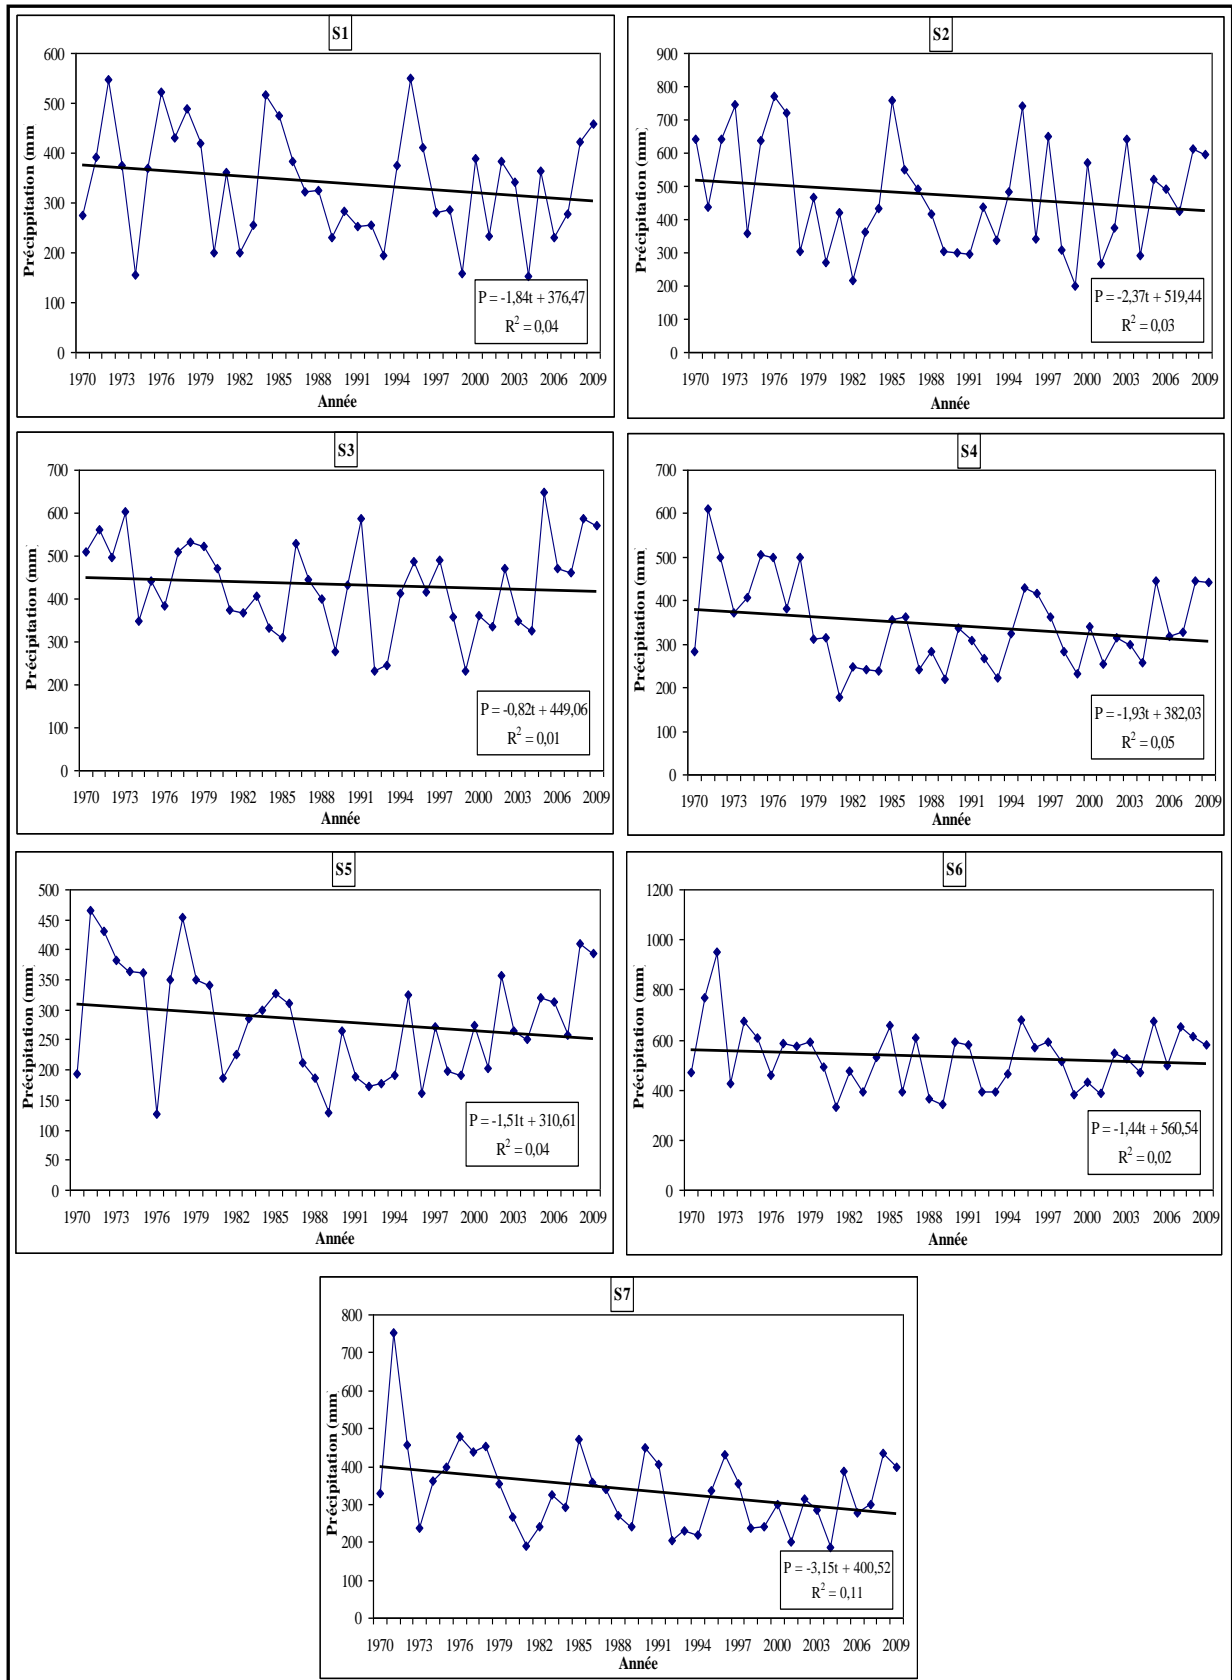 S1
Précippitation (mm)
600
500
400
300
200
100
0
P = -1,84t + 376,47
R² = 0,04
1970 1973 1976 1979 1982 1985 1988 1991 1994 1997 2000 2003 2006 2009
Année
S2
Précipitation (mm)
900
800
700
600
500
400
300
200
100
0
P = -2,37t + 519,44
R² = 0,03
1970 1973 1976 1979 1982 1985 1988 1991 1994 1997 2000 2003 2006 2009
Année
S3
Précipitation (mm)
700
600
500
400
300
200
100
0
P = -0,82t + 449,06
R² = 0,01
1970 1973 1976 1979 1982 1985 1988 1991 1994 1997 2000 2003 2006 2009
Année
S4
Précipitation (mm)
700
600
500
400
300
200
100
0
P = -1,93t + 382,03
R² = 0,05
1970 1973 1976 1979 1982 1985 1988 1991 1994 1997 2000 2003 2006 2009
Année
S5
Précipitation (mm)
500
450
400
350
300
250
200
150
100
50
0
P = -1,51t + 310,61
R² = 0,04
1970 1973 1976 1979 1982 1985 1988 1991 1994 1997 2000 2003 2006 2009
Année
S6
Précipitation (mm)
1200
1000
800
600
400
200
0
P = -1,44t + 560,54
R² = 0,02
1970 1973 1976 1979 1982 1985 1988 1991 1994 1997 2000 2003 2006 2009
Année
S7
Précipitation (mm)
800
700
600
500
400
300
200
100
0
P = -3,15t + 400,52
R² = 0,11
1970 1973 1976 1979 1982 1985 1988 1991 1994 1997 2000 2003 2006 2009
Année